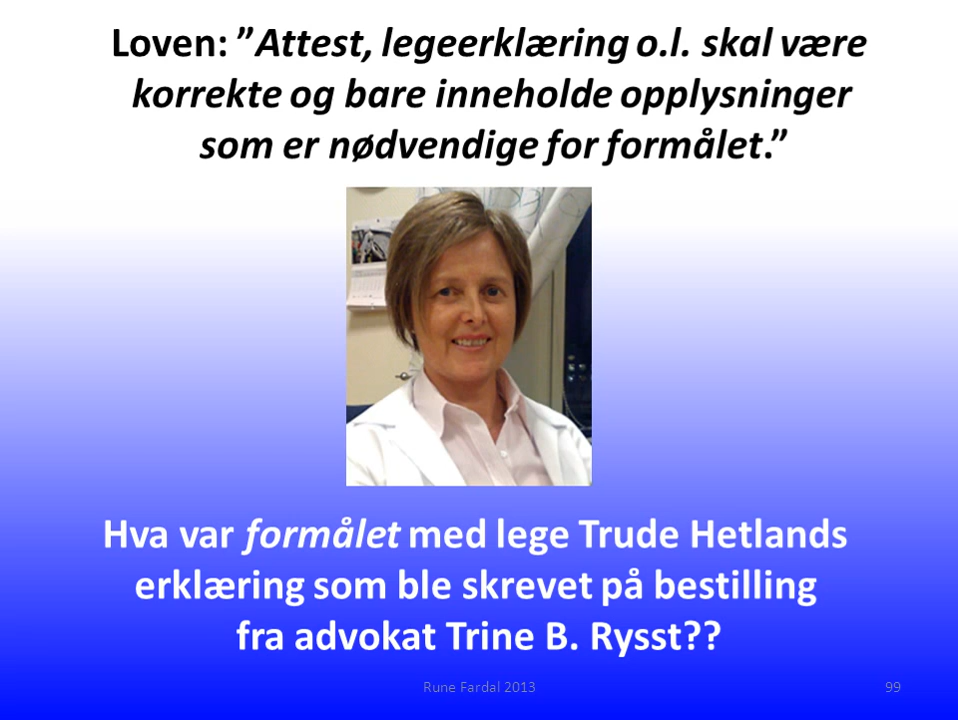 Loven: ”Attest, legeerklæring o.l. skal være
korrekte og bare inneholde opplysninger
som er nødvendige for formålet.”
Hva var formålet med lege Trude Hetlands
erklæring som ble skrevet på bestilling
fra advokat Trine B. Rysst??
Rune Fardal 2013
99